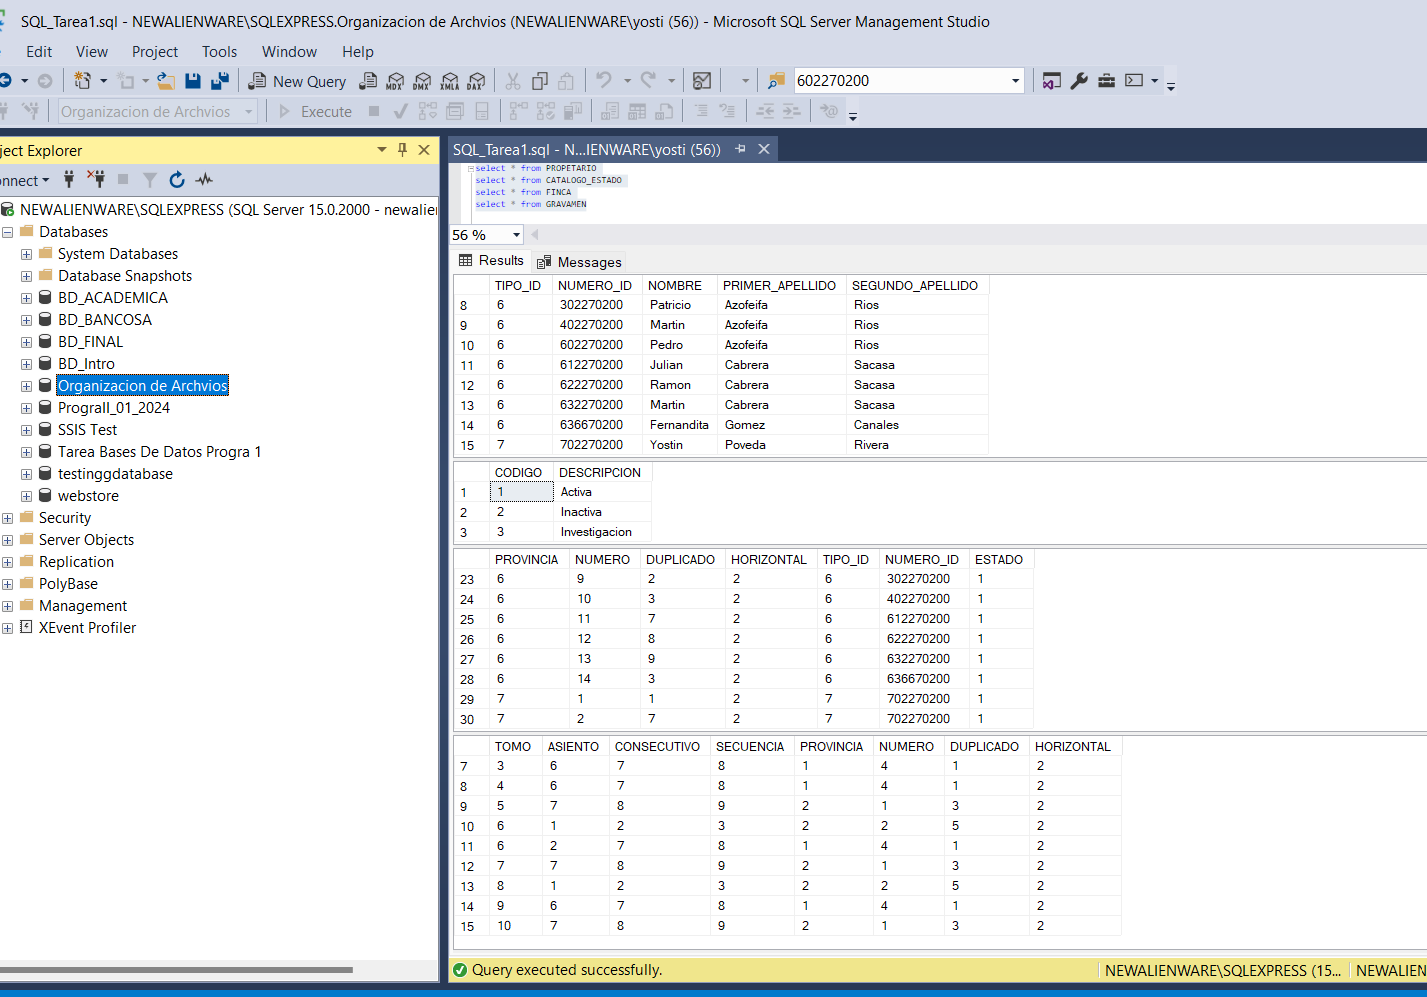 SQL_Tarea1.sql - NEWALIENWARE\SQLEXPRESS.Organizacion de Archvios (NEWALIENWARE\yosti (56)) - Microsoft SQL Server Management Studio
Edit View Project Tools Window Help
New Query MDX DMX XMLA DAX 602270200
Organizacion de Archvios Execute
ject Explorer
nnect
NEWALIENWARE\SQLEXPRESS (SQL Server 15.0.2000 - newalie
Databases
System Databases
Database Snapshots
BD_ACADEMICA
BD_BANCOSA
BD_FINAL
BD_Intro
Organizacion de Archvios
PrograII_01_2024
SSIS Test
Tarea Bases De Datos Progra 1
testinggdatabase
webstore
Security
Server Objects
Replication
PolyBase
Management
XEvent Profiler
SQL_Tarea1.sql - N...IENWARE\yosti (56))
select * from PROPETARIO
select * from CATALOGO_ESTADO
select * from FINCA
select * from GRAVAMEN
56 %
Results Messages
TIPO_ID NUMERO_ID NOMBRE PRIMER_APELLIDO SEGUNDO_APELLIDO
8 6 302270200 Patricio Azofeifa Rios
9 6 402270200 Martin Azofeifa Rios
10 6 602270200 Pedro Azofeifa Rios
11 6 612270200 Julian Cabrera Sacasa
12 6 622270200 Ramon Cabrera Sacasa
13 6 632270200 Martin Cabrera Sacasa
14 6 636670200 Fernandita Gomez Canales
15 7 702270200 Yostin Poveda Rivera
CODIGO DESCRIPCION
1 1 Activa
2 2 Inactiva
3 3 Investigacion
PROVINCIA NUMERO DUPLICADO HORIZONTAL TIPO_ID NUMERO_ID ESTADO
23 6 9 2 2 6 302270200 1
24 6 10 3 2 6 402270200 1
25 6 11 7 2 6 612270200 1
26 6 12 8 2 6 622270200 1
27 6 13 9 2 6 632270200 1
28 6 14 3 2 6 636670200 1
29 7 1 1 2 7 702270200 1
30 7 2 7 2 7 702270200 1
TOMO ASIENTO CONSECUTIVO SECUENCIA PROVINCIA NUMERO DUPLICADO HORIZONTAL
7 3 6 7 8 1 4 1 2
8 4 6 7 8 1 4 1 2
9 5 7 8 9 2 1 3 2
10 6 1 2 3 2 2 5 2
11 6 2 7 8 1 4 1 2
12 7 7 8 9 2 1 3 2
13 8 1 2 3 2 2 5 2
14 9 6 7 8 1 4 1 2
15 10 7 8 9 2 1 3 2
Query executed successfully. NEWALIENWARE\SQLEXPRESS (15... NEWALIEN